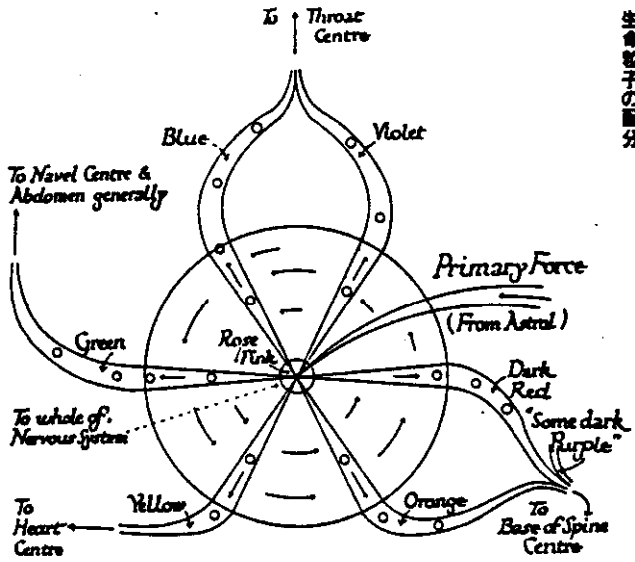 To Throat
Centre
Blue
Violet
To Navel Centre &
Abdomen generally
Primary Force
(From Astral)
Green
Rose
Pink
Dark
Red
"Some dark
Purple"
To whole of
Nervous System
Yellow
Orange
To
Heart
Centre
To
Base of Spine
Centre